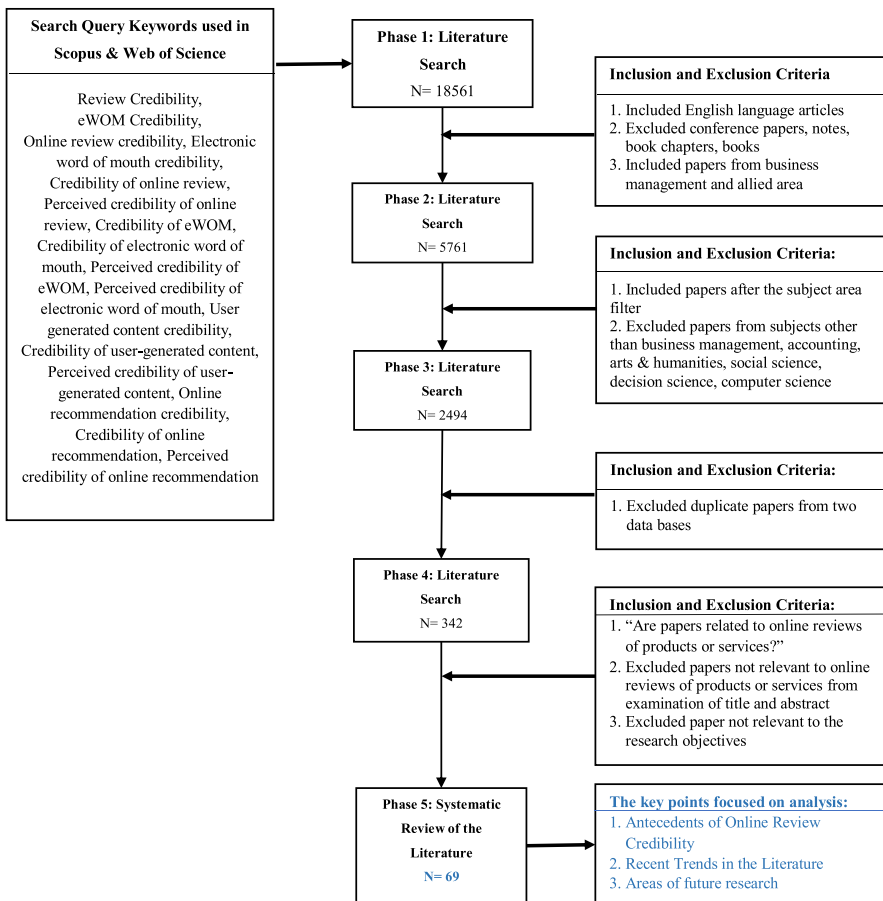 Search Query Keywords used in
Scopus & Web of Science
Review Credibility,
eWOM Credibility,
Online review credibility, Electronic
word of mouth credibility,
Credibility of online review,
Perceived credibility of online
review, Credibility of eWOM,
Credibility of electronic word of
mouth, Perceived credibility of
eWOM, Perceived credibility of
electronic word of mouth, User
generated content credibility,
Credibility of user-generated content,
Perceived credibility of user-
generated content, Online
recommendation credibility,
Credibility of online
recommendation, Perceived
credibility of online recommendation
Phase 1: Literature
Search
N= 18561
Inclusion and Exclusion Criteria
1. Included English language articles
2. Excluded conference papers, notes,
book chapters, books
3. Included papers from business
management and allied area
Phase 2: Literature
Search
N= 5761
Inclusion and Exclusion Criteria:
1. Included papers after the subject area
filter
2. Excluded papers from subjects other
than business management, accounting,
arts & humanities, social science,
decision science, computer science
Phase 3: Literature
Search
N= 2494
Inclusion and Exclusion Criteria:
1. Excluded duplicate papers from two
data bases
Phase 4: Literature
Search
N= 342
Inclusion and Exclusion Criteria:
1. “Are papers related to online reviews
of products or services?”
2. Excluded papers not relevant to online
reviews of products or services from
examination of title and abstract
3. Excluded paper not relevant to the
research objectives
Phase 5: Systematic
Review of the
Literature
N= 69
The key points focused on analysis:
1. Antecedents of Online Review
Credibility
2. Recent Trends in the Literature
3. Areas of future research